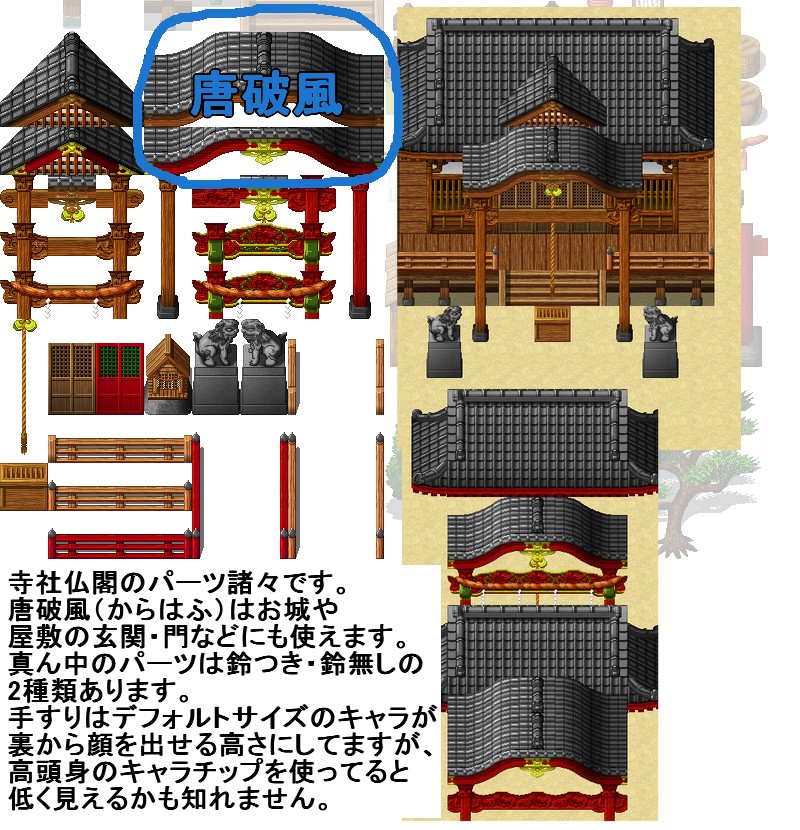 唐破風
寺社仏閣のパーツ諸々です。
唐破風（からはふ）はお城や
屋敷の玄関・門などにも使えます。
真ん中のパーツは鈴つき・鈴無しの
2種類あります。
手すりはデフォルトサイズのキャラが
裏から顔を出せる高さにしてますが、
高頭身のキャラチップを使ってると
低く見えるかも知れません。